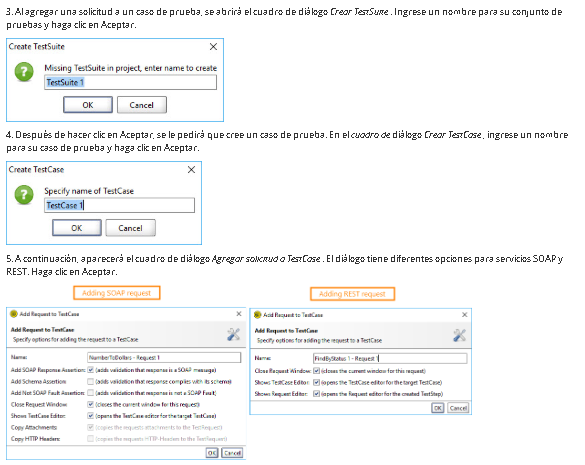 3. Al agregar una solicitud a un caso de prueba, se abrirá el cuadro de diálogo Crear TestSuite . Ingrese un nombre para su conjunto de
pruebas y haga clic en Aceptar.
Create TestSuite
Missing TestSuite in project, enter name to create
TestSuite 1
OK Cancel
4. Después de hacer clic en Aceptar, se le pedirá que cree un caso de prueba. En el cuadro de diálogo Crear TestCase , ingrese un nombre
para su caso de prueba y haga clic en Aceptar.
Create TestCase
Specify name of TestCase
TestCase 1
OK Cancel
5. A continuación, aparecerá el cuadro de diálogo Agregar solicitud a TestCase . El diálogo tiene diferentes opciones para servicios SOAP y
REST. Haga clic en Aceptar.
Adding SOAP request
Add Request to TestCase
Add Request to TestCase
Specify options for adding the request to a TestCase
Name: NumberToDollars - Request 1
Add SOAP Response Assertion: (adds validation that response is a SOAP message)
Add Schema Assertion: (adds validation that response complies with its schema)
Add Not SOAP Fault Assertion: (adds validation that response is not a SOAP Fault)
Close Request Window: (closes the current window for this request)
Shows TestCase Editor: (opens the TestCase editor for the target TestCase)
Copy Attachments: (copies the requests attachments to the TestRequest)
Copy HTTP Headers: (copies the requests HTTP-Headers to the TestRequest)
OK Cancel
Adding REST request
Add Request to TestCase
Add Request to TestCase
Specify options for adding the request to a TestCase
Name: FindByStatus 1 - Request 1
Close Request Window: (closes the current window for this request)
Shows TestCase Editor: (opens the TestCase editor for the target TestCase)
Shows Request Editor: (opens the Request editor for the created TestStep)
OK Cancel